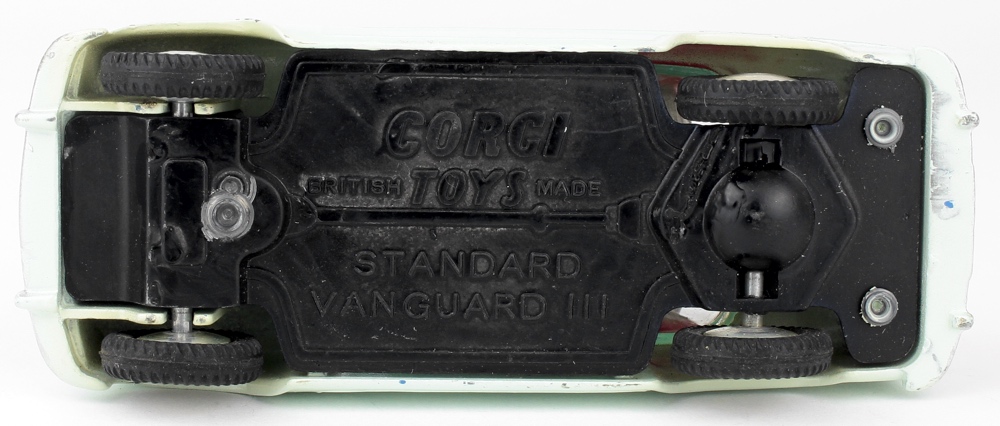 CORGI
BRITISH TOYS MADE
STANDARD
VANGUARD III